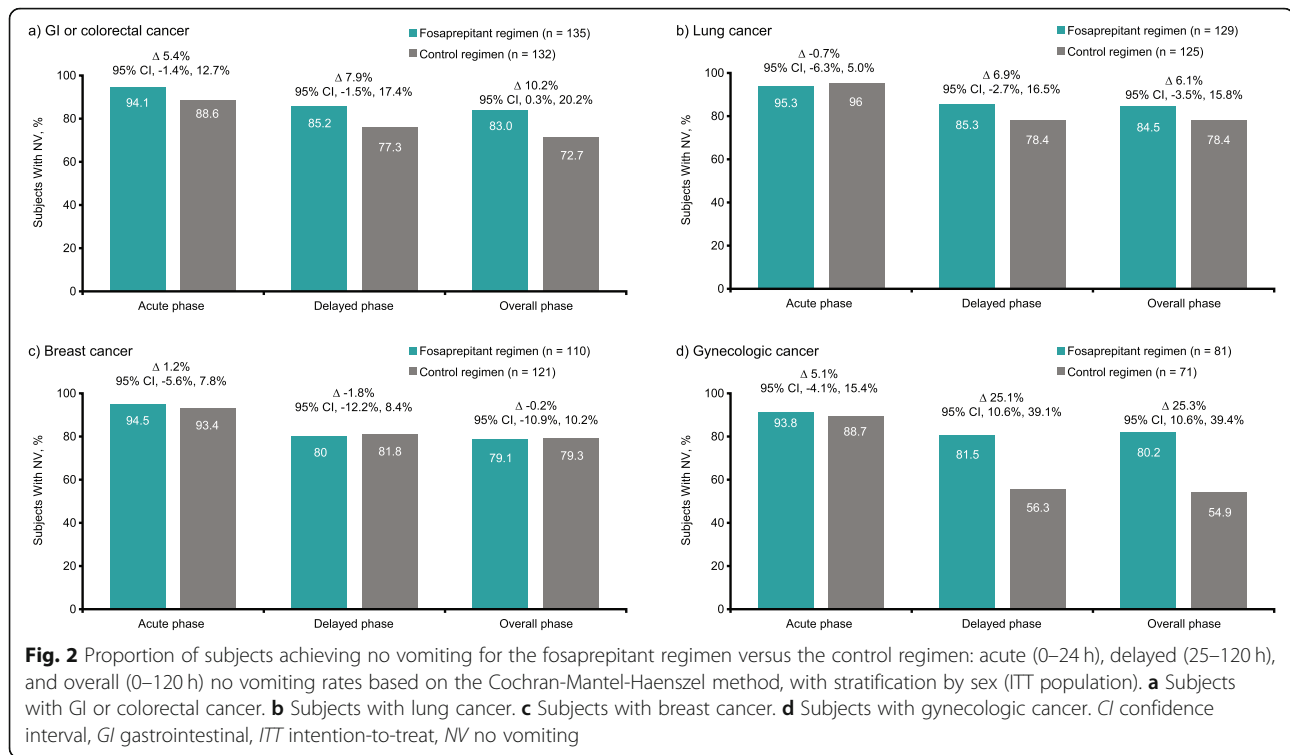 a) GI or colorectal cancer
Fosaprepitant regimen (n = 135)
Control regimen (n = 132)
Δ 5.4%
95% CI, -1.4%, 12.7%
Δ 7.9%
95% CI, -1.5%, 17.4%
Δ 10.2%
95% CI, 0.3%, 20.2%
Subjects With NV, %
100
80
60
40
20
0
94.1
88.6
85.2
77.3
83.0
72.7
Acute phase
Delayed phase
Overall phase
b) Lung cancer
Fosaprepitant regimen (n = 129)
Control regimen (n = 125)
Δ -0.7%
95% CI, -6.3%, 5.0%
Δ 6.9%
95% CI, -2.7%, 16.5%
Δ 6.1%
95% CI, -3.5%, 15.8%
Subjects With NV, %
100
80
60
40
20
0
95.3
96
85.3
78.4
84.5
78.4
Acute phase
Delayed phase
Overall phase
c) Breast cancer
Fosaprepitant regimen (n = 110)
Control regimen (n = 121)
Δ 1.2%
95% CI, -5.6%, 7.8%
Δ -1.8%
95% CI, -12.2%, 8.4%
Δ -0.2%
95% CI, -10.9%, 10.2%
Subjects With NV, %
100
80
60
40
20
0
94.5
93.4
80
81.8
79.1
79.3
Acute phase
Delayed phase
Overall phase
d) Gynecologic cancer
Fosaprepitant regimen (n = 81)
Control regimen (n = 71)
Δ 5.1%
95% CI, -4.1%, 15.4%
Δ 25.1%
95% CI, 10.6%, 39.1%
Δ 25.3%
95% CI, 10.6%, 39.4%
Subjects With NV, %
100
80
60
40
20
0
93.8
88.7
81.5
56.3
80.2
54.9
Acute phase
Delayed phase
Overall phase
Fig. 2 Proportion of subjects achieving no vomiting for the fosaprepitant regimen versus the control regimen: acute (0–24 h), delayed (25–120 h),
and overall (0–120 h) no vomiting rates based on the Cochran-Mantel-Haenszel method, with stratification by sex (ITT population). a Subjects
with GI or colorectal cancer. b Subjects with lung cancer. c Subjects with breast cancer. d Subjects with gynecologic cancer. CI confidence
interval, GI gastrointestinal, ITT intention-to-treat, NV no vomiting